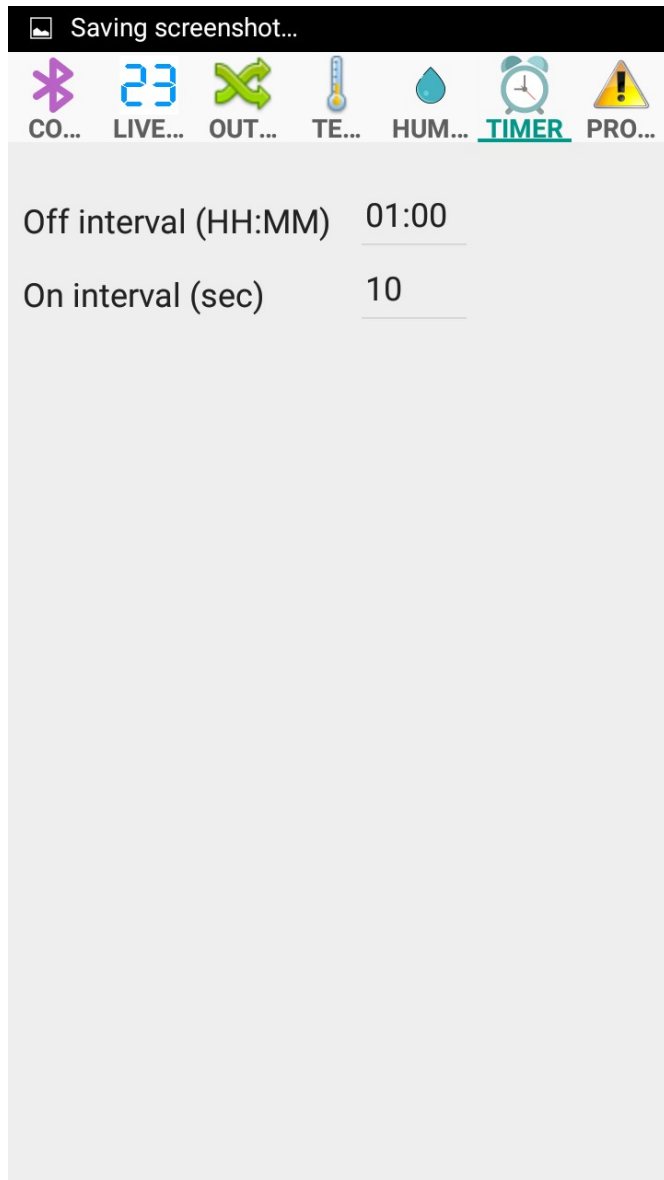 Saving screenshot...
23
CO... LIVE... OUT... TE... HUM... TIMER PRO...
Off interval (HH:MM) 01:00
On interval (sec) 10